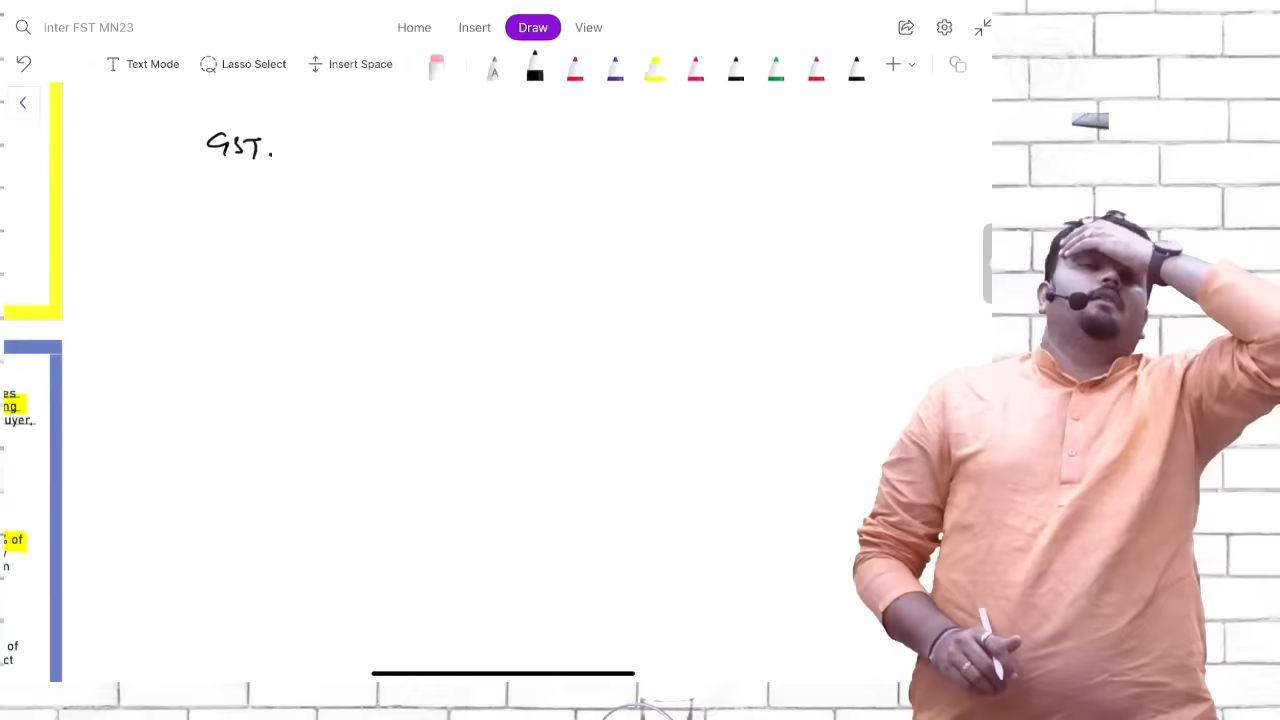 Inter FST MN23
Home Insert Draw View
Text Mode Lasso Select Insert Space
A
GST.
es
ng
uyer,
% of
m
of
ct